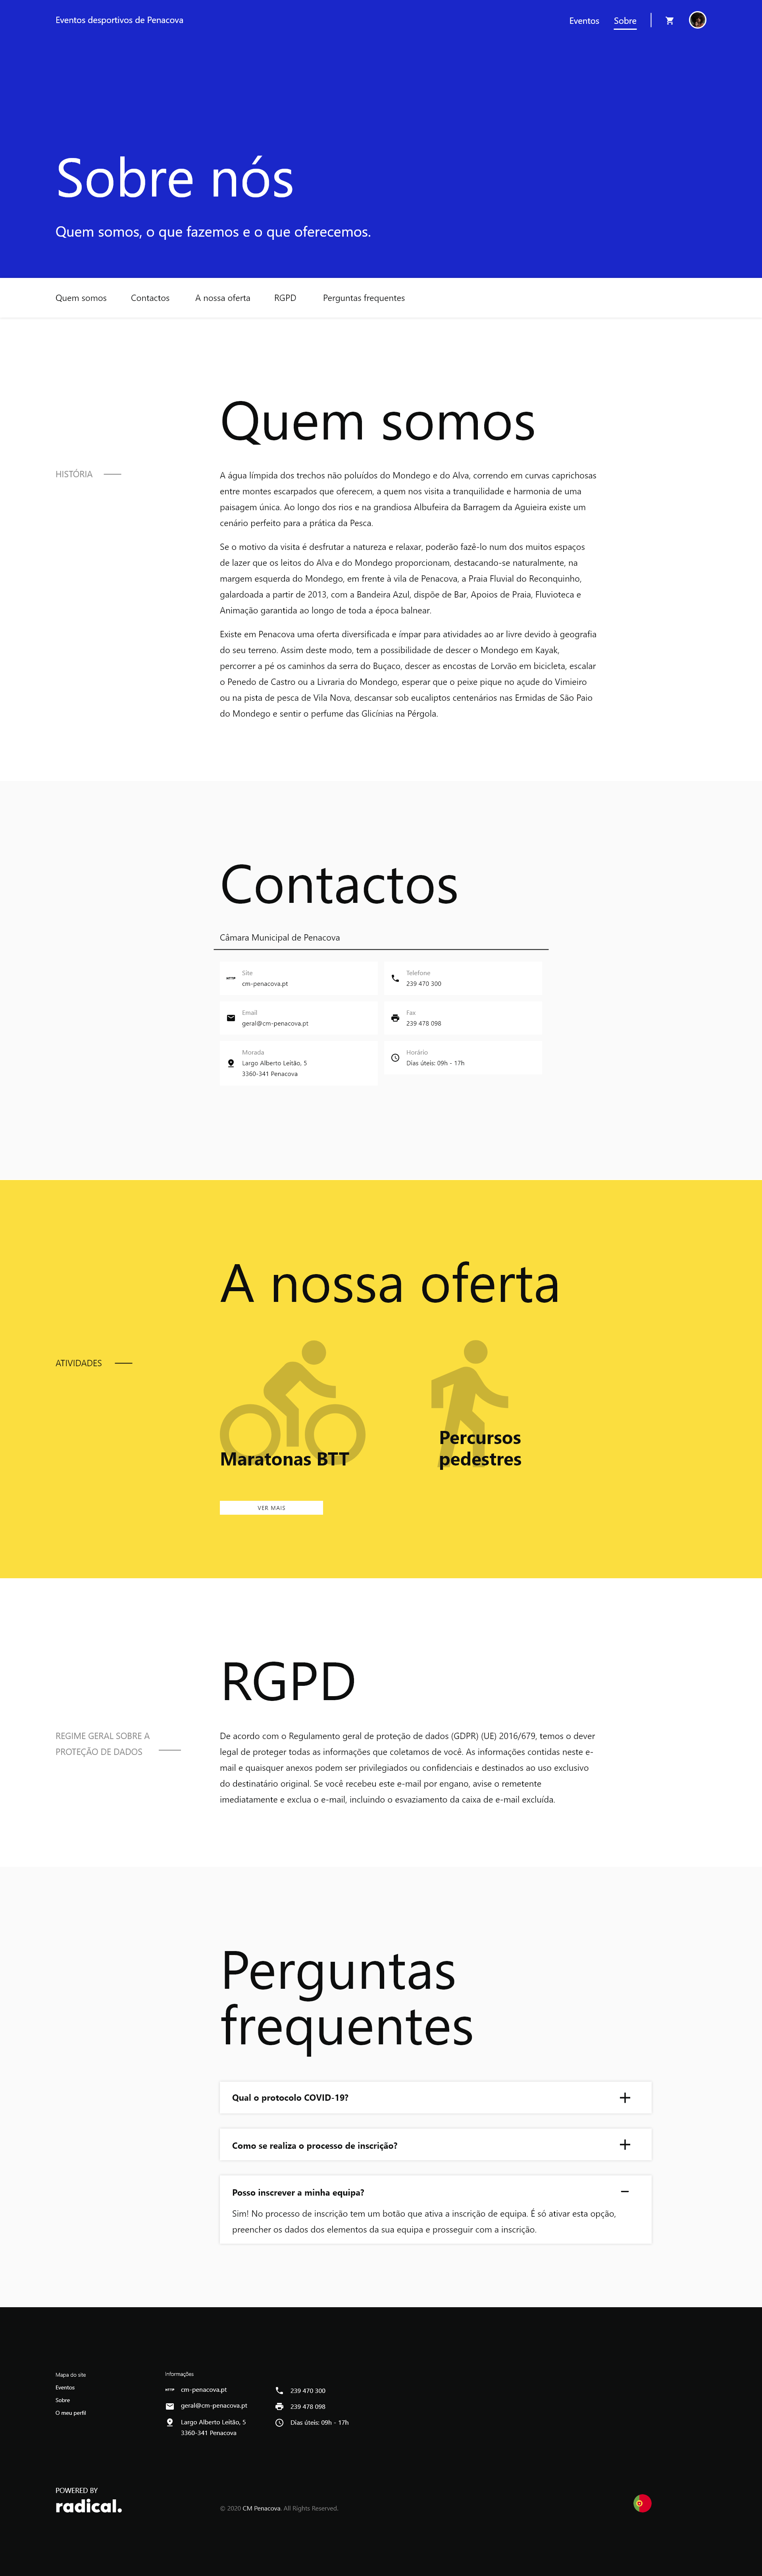 Eventos desportivos de Penacova
Eventos
Sobre
Sobre nós
Quem somos, o que fazemos e o que oferecemos.
Quem somos
Contactos
A nossa oferta
RGPD
Perguntas frequentes
Quem somos
HISTÓRIA
A água límpida dos trechos não poluídos do Mondego e do Alva, correndo em curvas caprichosas
entre montes escarpados que oferecem, a quem nos visita a tranquilidade e harmonia de uma
paisagem única. Ao longo dos rios e na grandiosa Albufeira da Barragem da Aguieira existe um
cenário perfeito para a prática da Pesca.
Se o motivo da visita é desfrutar a natureza e relaxar, poderão fazê-lo num dos muitos espaços
de lazer que os leitos do Alva e do Mondego proporcionam, destacando-se naturalmente, na
margem esquerda do Mondego, em frente à vila de Penacova, a Praia Fluvial do Reconquinho,
galardoada a partir de 2013, com a Bandeira Azul, dispõe de Bar, Apoios de Praia, Fluvioteca e
Animação garantida ao longo de toda a época balnear.
Existe em Penacova uma oferta diversificada e ímpar para atividades ao ar livre devido à geografia
do seu terreno. Assim deste modo, tem a possibilidade de descer o Mondego em Kayak,
percorrer a pé os caminhos da serra do Buçaco, descer as encostas de Lorvão em bicicleta, escalar
o Penedo de Castro ou a Livraria do Mondego, esperar que o peixe pique no açude do Vimieiro
ou na pista de pesca de Vila Nova, descansar sob eucaliptos centenários nas Ermidas de São Paio
do Mondego e sentir o perfume das Glicínias na Pérgola.
Contactos
Câmara Municipal de Penacova
Site
cm-penacova.pt
Telefone
239 470 300
Email
geral@cm-penacova.pt
Fax
239 478 098
Morada
Largo Alberto Leitão, 5
3360-341 Penacova
Horário
Dias úteis: 09h - 17h
A nossa oferta
ATIVIDADES
Maratonas BTT
Percursos
pedestres
VER MAIS
RGPD
REGIME GERAL SOBRE A
PROTEÇÃO DE DADOS
De acordo com o Regulamento geral de proteção de dados (GDPR) (UE) 2016/679, temos o dever
legal de proteger todas as informações que coletamos de você. As informações contidas neste e-
mail e quaisquer anexos podem ser privilegiados ou confidenciais e destinados ao uso exclusivo
do destinatário original. Se você recebeu este e-mail por engano, avise o remetente
imediatamente e exclua o e-mail, incluindo o esvaziamento da caixa de e-mail excluída.
Perguntas
frequentes
Qual o protocolo COVID-19?
Como se realiza o processo de inscrição?
Posso inscrever a minha equipa?
Sim! No processo de inscrição tem um botão que ativa a inscrição de equipa. É só ativar esta opção,
preencher os dados dos elementos da sua equipa e prosseguir com a inscrição.
Mapa do site
Eventos
Sobre
O meu perfil
Informações
cm-penacova.pt
geral@cm-penacova.pt
Largo Alberto Leitão, 5
3360-341 Penacova
239 470 300
239 478 098
Dias úteis: 09h - 17h
POWERED BY
radical.
© 2020 CM Penacova. All Rights Reserved.